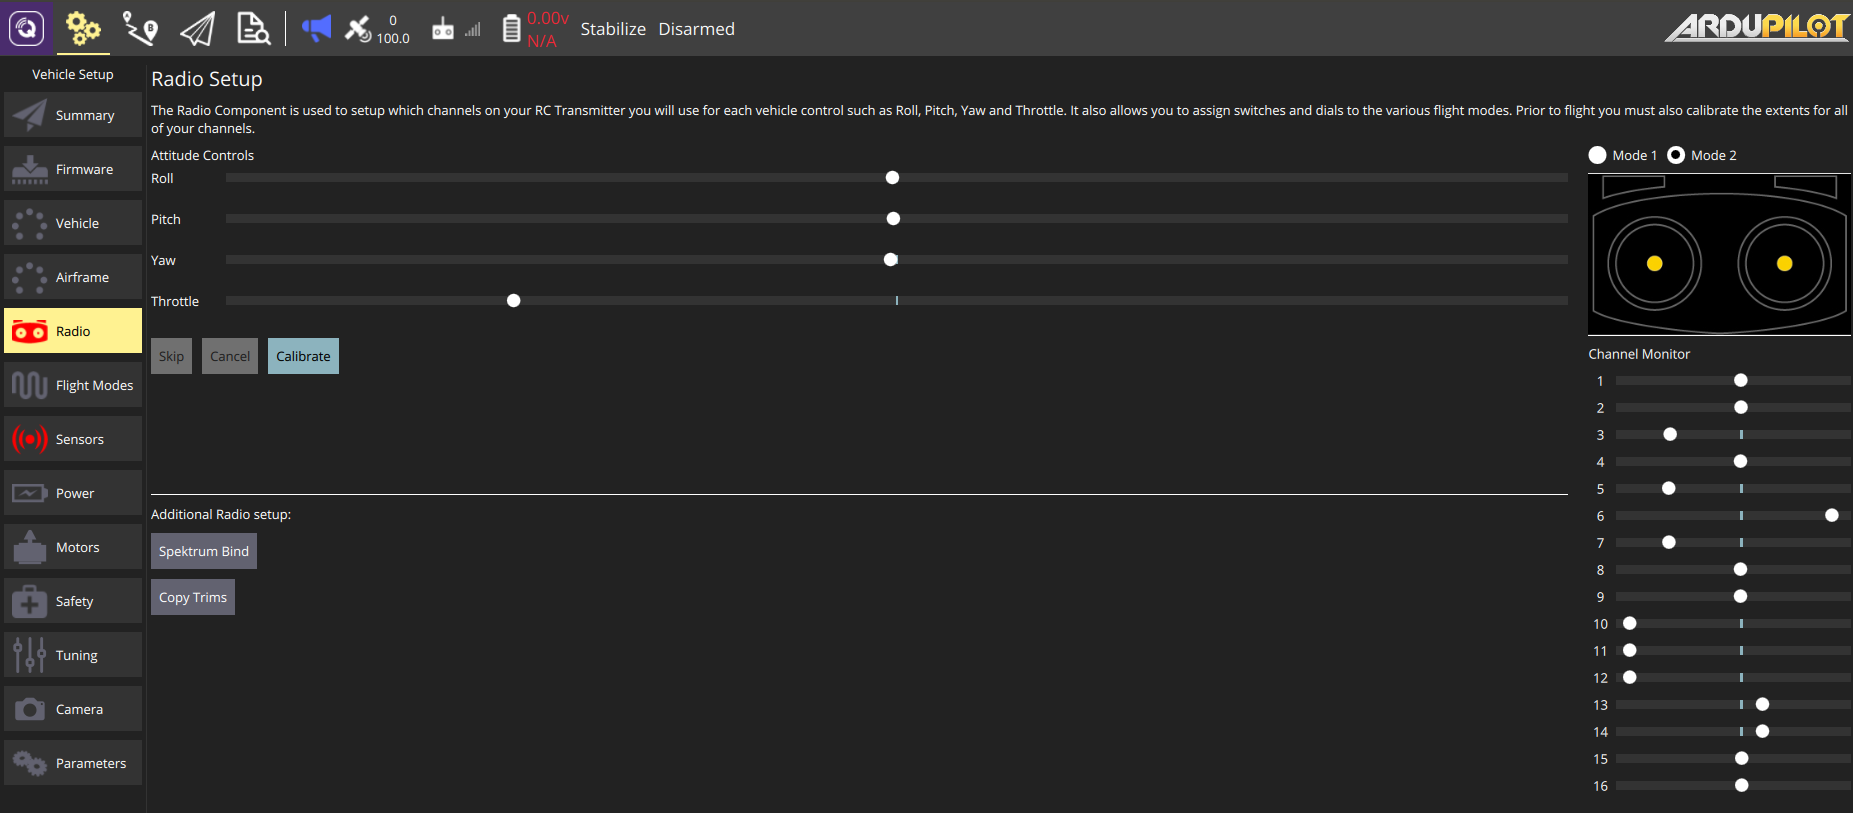 0
100.0
0.00v
N/A
Stabilize Disarmed
ARDUPILOT
Vehicle Setup
Summary
Firmware
Vehicle
Airframe
Radio
Flight Modes
Sensors
Power
Motors
Safety
Tuning
Camera
Parameters
Radio Setup
The Radio Component is used to setup which channels on your RC Transmitter you will use for each vehicle control such as Roll, Pitch, Yaw and Throttle. It also allows you to assign switches and dials to the various flight modes. Prior to flight you must also calibrate the extents for all
of your channels.
Attitude Controls
Roll
Pitch
Yaw
Throttle
Skip Cancel Calibrate
Additional Radio setup:
Spektrum Bind
Copy Trims
Mode 1 Mode 2
Channel Monitor
1
2
3
4
5
6
7
8
9
10
11
12
13
14
15
16